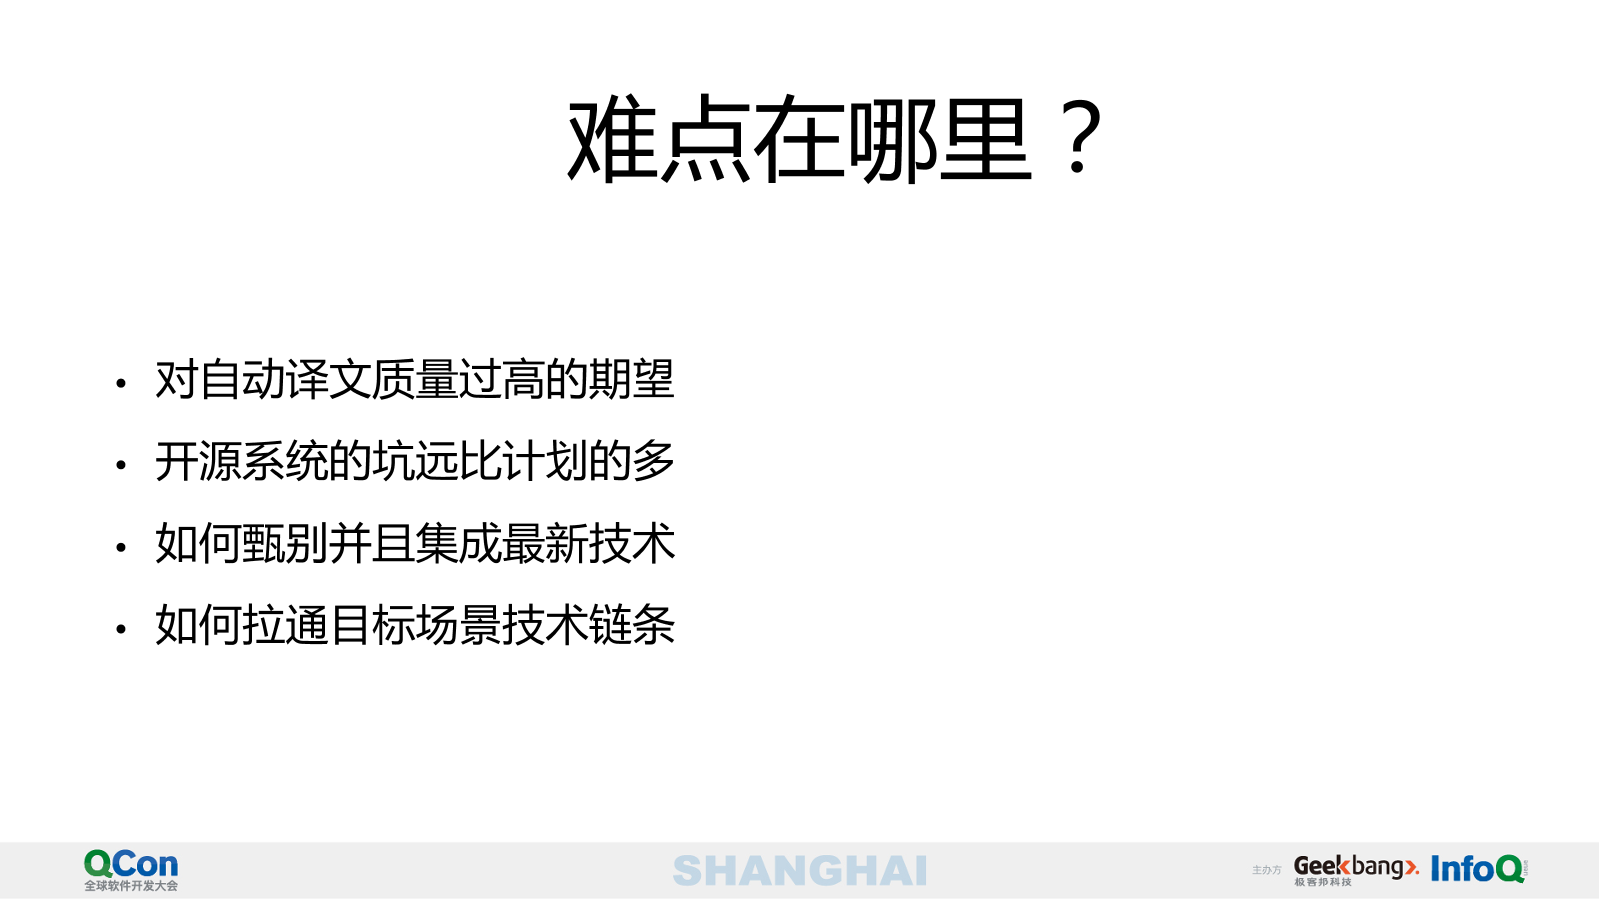 难点在哪里？
• 对自动译文质量过高的期望
• 开源系统的坑远比计划的多
• 如何甄别并且集成最新技术
• 如何拉通目标场景技术链条
QCon
全球软件开发大会
SHANGHAI
主办方
Geekbang>.
极客邦科技
InfoQ